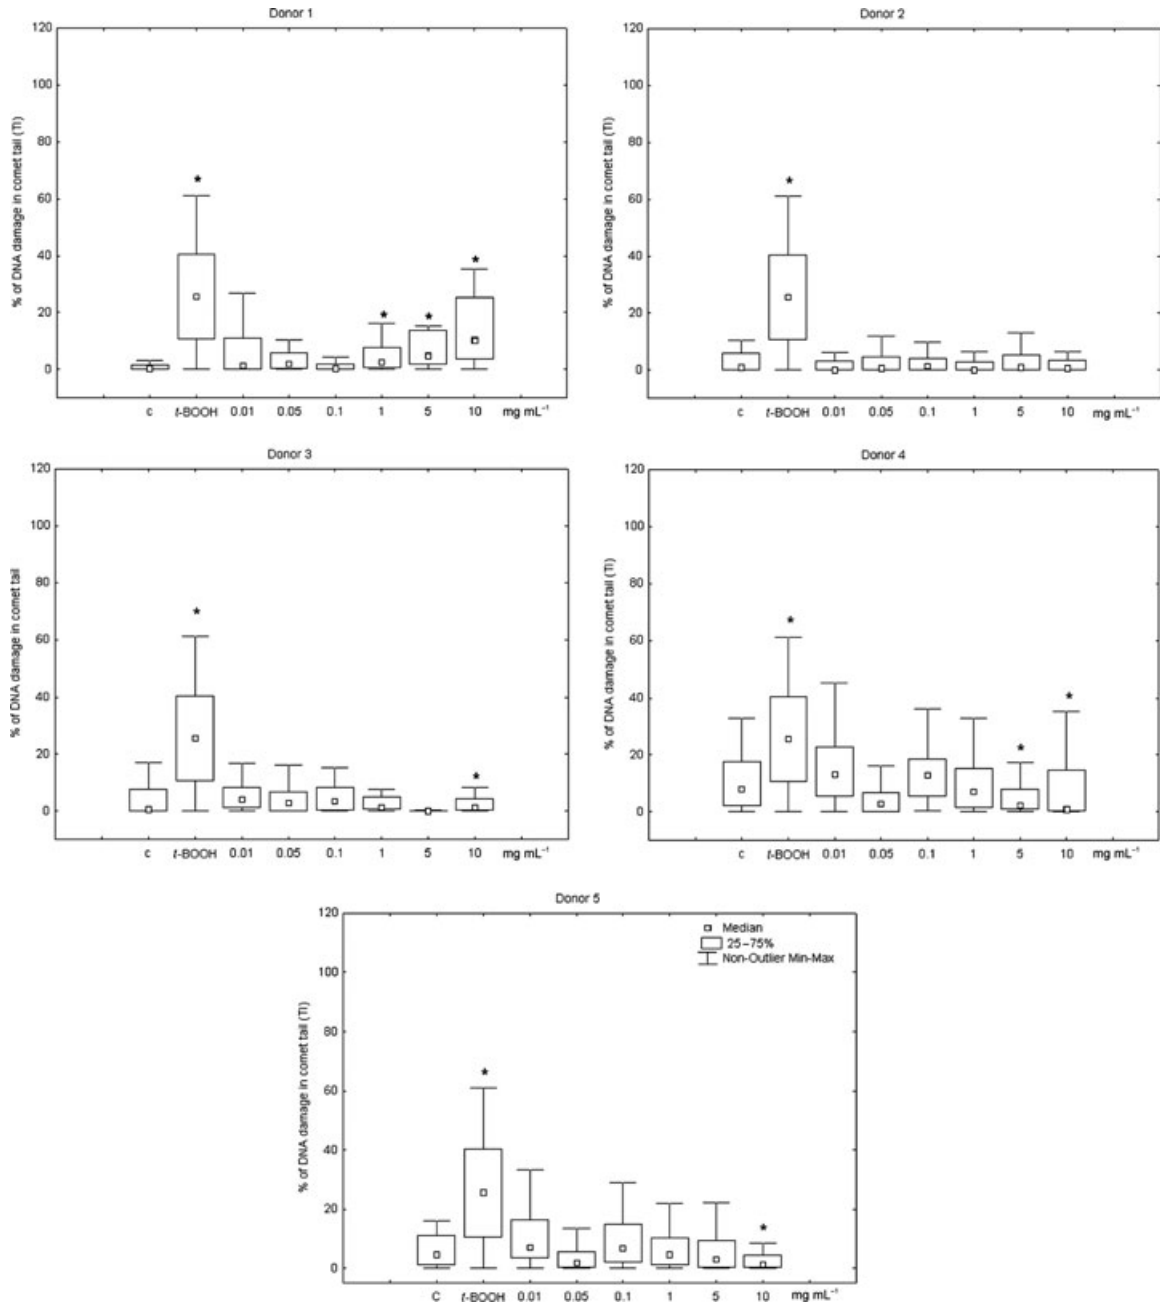 Donor 1
% of DNA damage in comet tail (TI)
120
100
80
60
40
20
0
*
*
*
*
c t-BOOH 0.01 0.05 0.1 1 5 10 mg mL⁻¹
Donor 2
% of DNA damage in comet tail (TI)
120
100
80
60
40
20
0
*
c t-BOOH 0.01 0.05 0.1 1 5 10 mg mL⁻¹
Donor 3
% of DNA damage in comet tail
120
100
80
60
40
20
0
*
*
c t-BOOH 0.01 0.05 0.1 1 5 10 mg mL⁻¹
Donor 4
% of DNA damage in comet tail (TI)
120
100
80
60
40
20
0
*
*
*
c t-BOOH 0.01 0.05 0.1 1 5 10 mg mL⁻¹
Donor 5
% of DNA damage in comet tail (TI)
120
100
80
60
40
20
0
Median
25–75%
Non-Outlier Min-Max
*
*
C t-BOOH 0.01 0.05 0.1 1 5 10 mg mL⁻¹